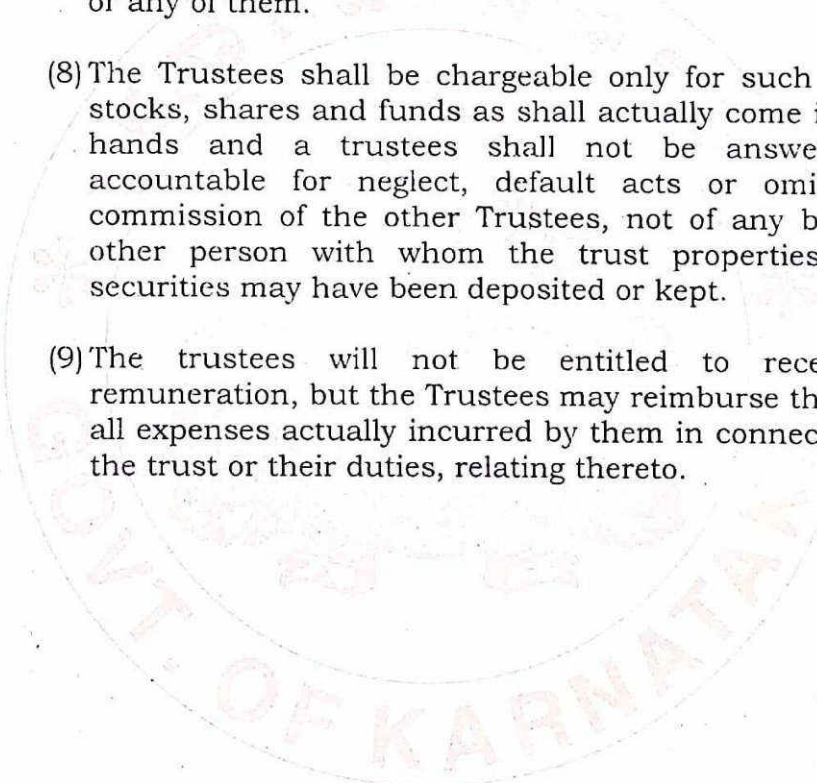 or any of them.
(8) The Trustees shall be chargeable only for such
stocks, shares and funds as shall actually come i
hands and a trustees shall not be answe
accountable for neglect, default acts or omi
commission of the other Trustees, not of any b
other person with whom the trust properties
securities may have been deposited or kept.
(9) The trustees will not be entitled to rece
remuneration, but the Trustees may reimburse th
all expenses actually incurred by them in connec
the trust or their duties, relating thereto.
GOVT. OF KARNATAK